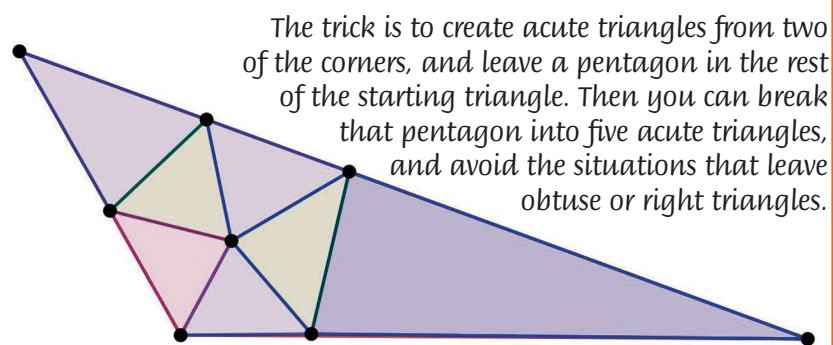 The trick is to create acute triangles from two
of the corners, and leave a pentagon in the rest
of the starting triangle. Then you can break
that pentagon into five acute triangles,
and avoid the situations that leave
obtuse or right triangles.